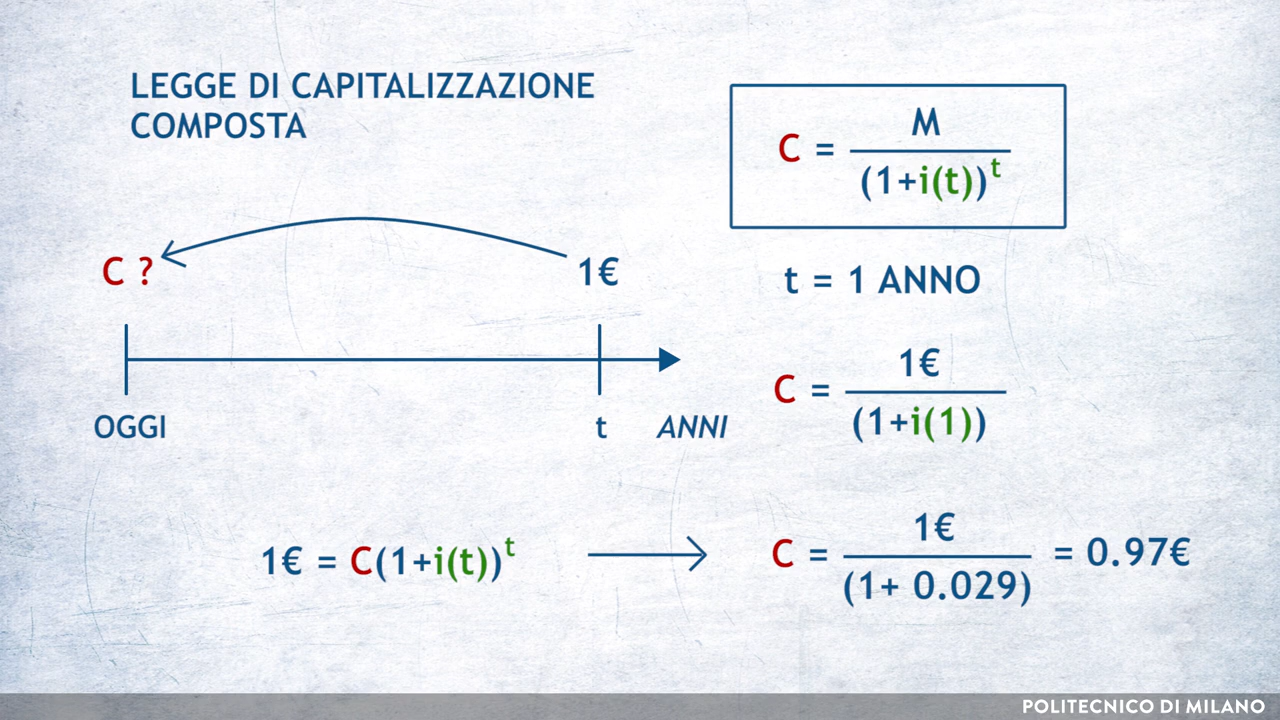 LEGGE DI CAPITALIZZAZIONE
COMPOSTA
C ?
1€
OGGI
t
ANNI
1€ = C(1+i(t))^t
C = M / (1+i(t))^t
t = 1 ANNO
C = 1€ / (1+i(1))
C = 1€ / (1+ 0.029) = 0.97€
POLITECNICO DI MILANO